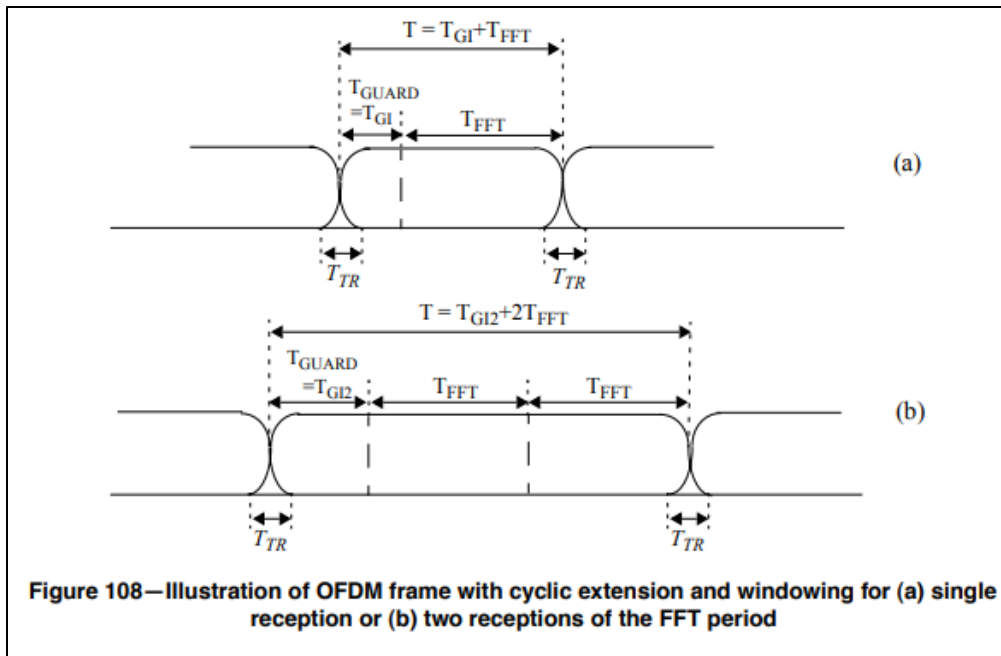 T = TGI+TFFT
TGUARD
=TGI
TFFT
(a)
TTR
TTR
T = TGI2+2TFFT
TGUARD
=TGI2
TFFT
TFFT
(b)
TTR
TTR
Figure 108—Illustration of OFDM frame with cyclic extension and windowing for (a) single
reception or (b) two receptions of the FFT period